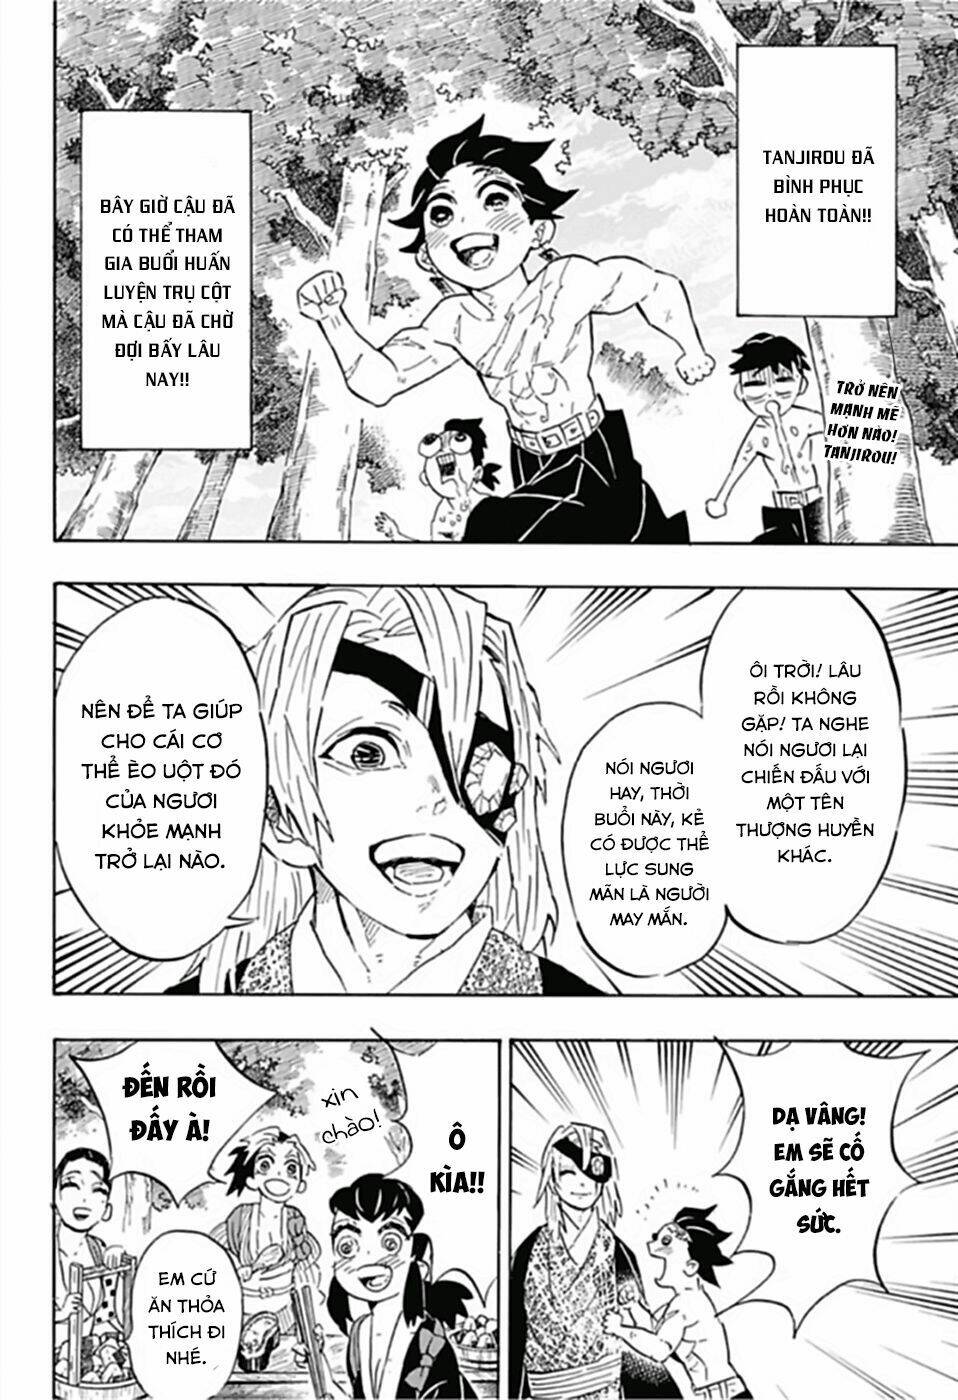 TANJIROU ĐÃ
BÌNH PHỤC
HOÀN TOÀN!!
BÂY GIỜ CẬU ĐÃ
CÓ THỂ THAM
GIA BUỔI HUẤN
LUYỆN TRỤ CỘT
MÀ CẬU ĐÃ CHỜ
ĐỢI BẤY LÂU
NAY!!
TRỞ NÊN
MẠNH MẼ
HƠN NÀO!
TANJIROU!
ÔI TRỜI! LÂU
RỒI KHÔNG
GẶP! TA NGHE
NÓI NGƯƠI LẠI
CHIẾN ĐẤU VỚI
MỘT TÊN
THƯỢNG HUYỀN
KHÁC.
NÓI NGƯƠI
HAY, THỜI
BUỔI NÀY, KẺ
CÓ ĐƯỢC THỂ
LỰC SUNG
MÃN LÀ NGƯỜI
MAY MẮN.
NÊN ĐỂ TA GIÚP
CHO CÁI CƠ
THỂ ÈO UỘT ĐÓ
CỦA NGƯƠI
KHỎE MẠNH
TRỞ LẠI NÀO.
DẠ VÂNG!
EM SẼ CỐ
GẮNG HẾT
SỨC.
Ô
KÌA!!
xin
chào!
ĐẾN RỒI
ĐẤY À!
EM CỨ
ĂN THỎA
THÍCH ĐI
NHÉ.